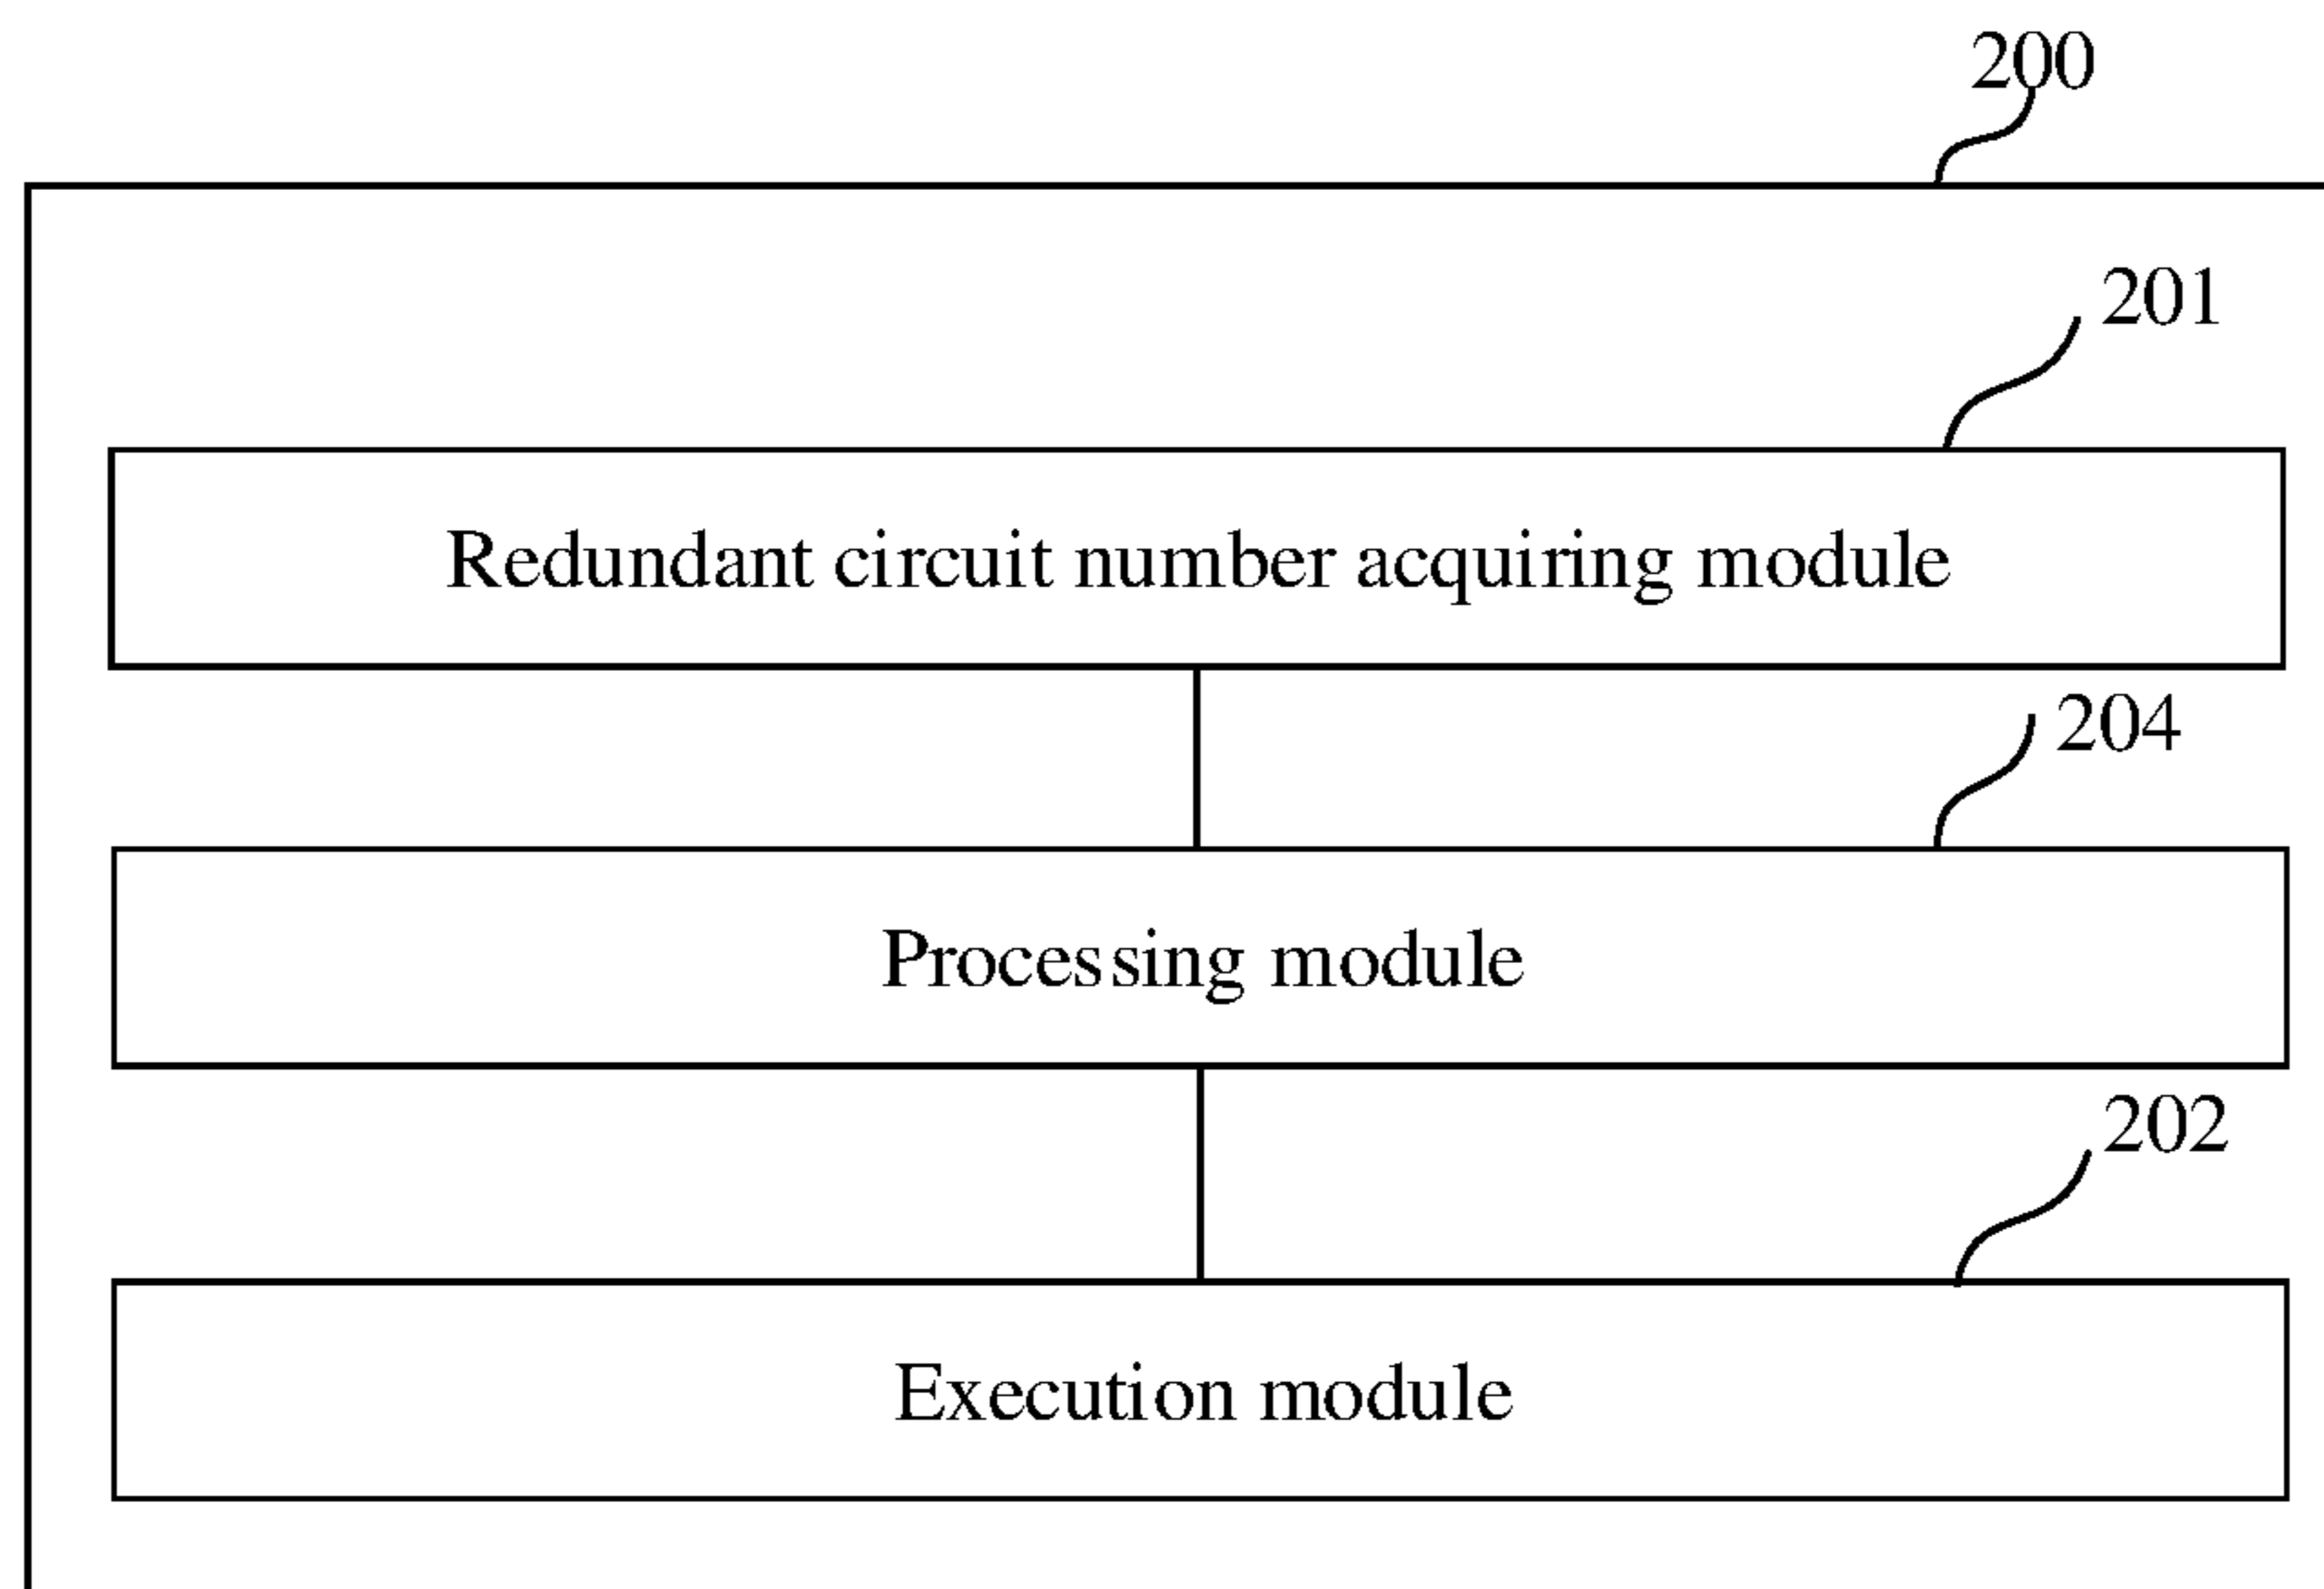 200
201
Redundant circuit number acquiring module
204
Processing module
202
Execution module